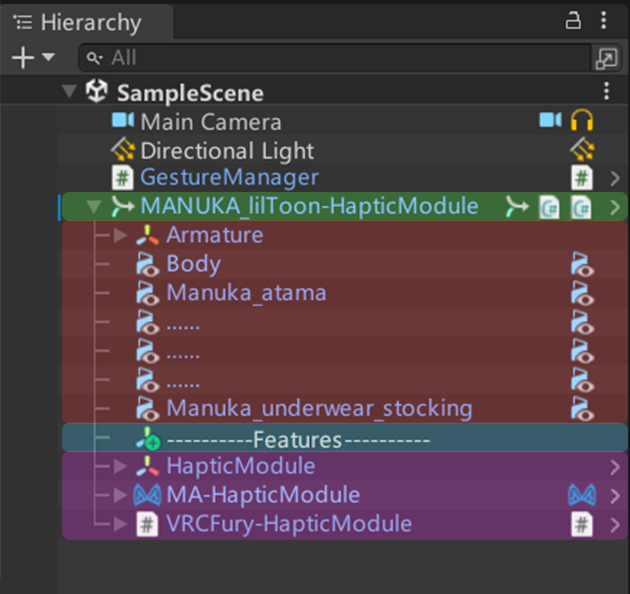 Hierarchy
All
SampleScene
Main Camera
Directional Light
GestureManager
MANUKA_lilToon-HapticModule
Armature
Body
Manuka_atama
......
......
......
Manuka_underwear_stocking
----------Features----------
HapticModule
MA-HapticModule
VRCFury-HapticModule